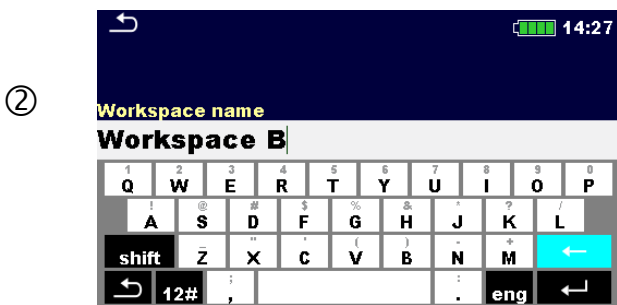 14:27
②
Workspace name
Workspace B
1 2 3 4 5 6 7 8 9 0
Q W E R T Y U I O P
! @ # $ % & * ? /
A S D F G H J K L
_ " ' ( ) - +
shift Z X C V B N M ←
; :
12# , . eng